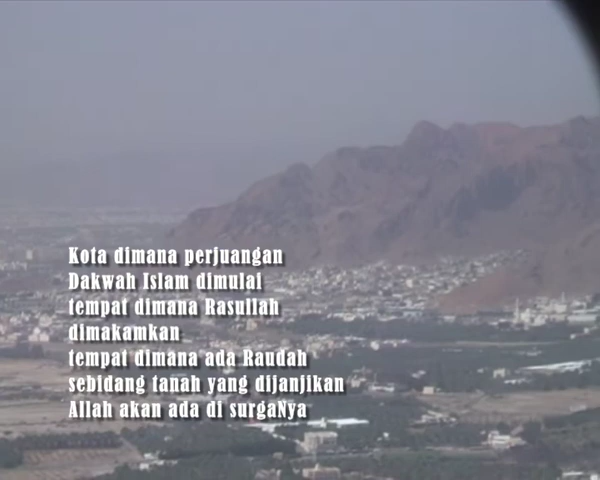 Kota dimana perjuangan
Dakwah Islam dimulai
tempat dimana Rasullah
dimakamkan
tempat dimana ada Raudah
sebidang tanah yang dijanjikan
Allah akan ada di surgaNya